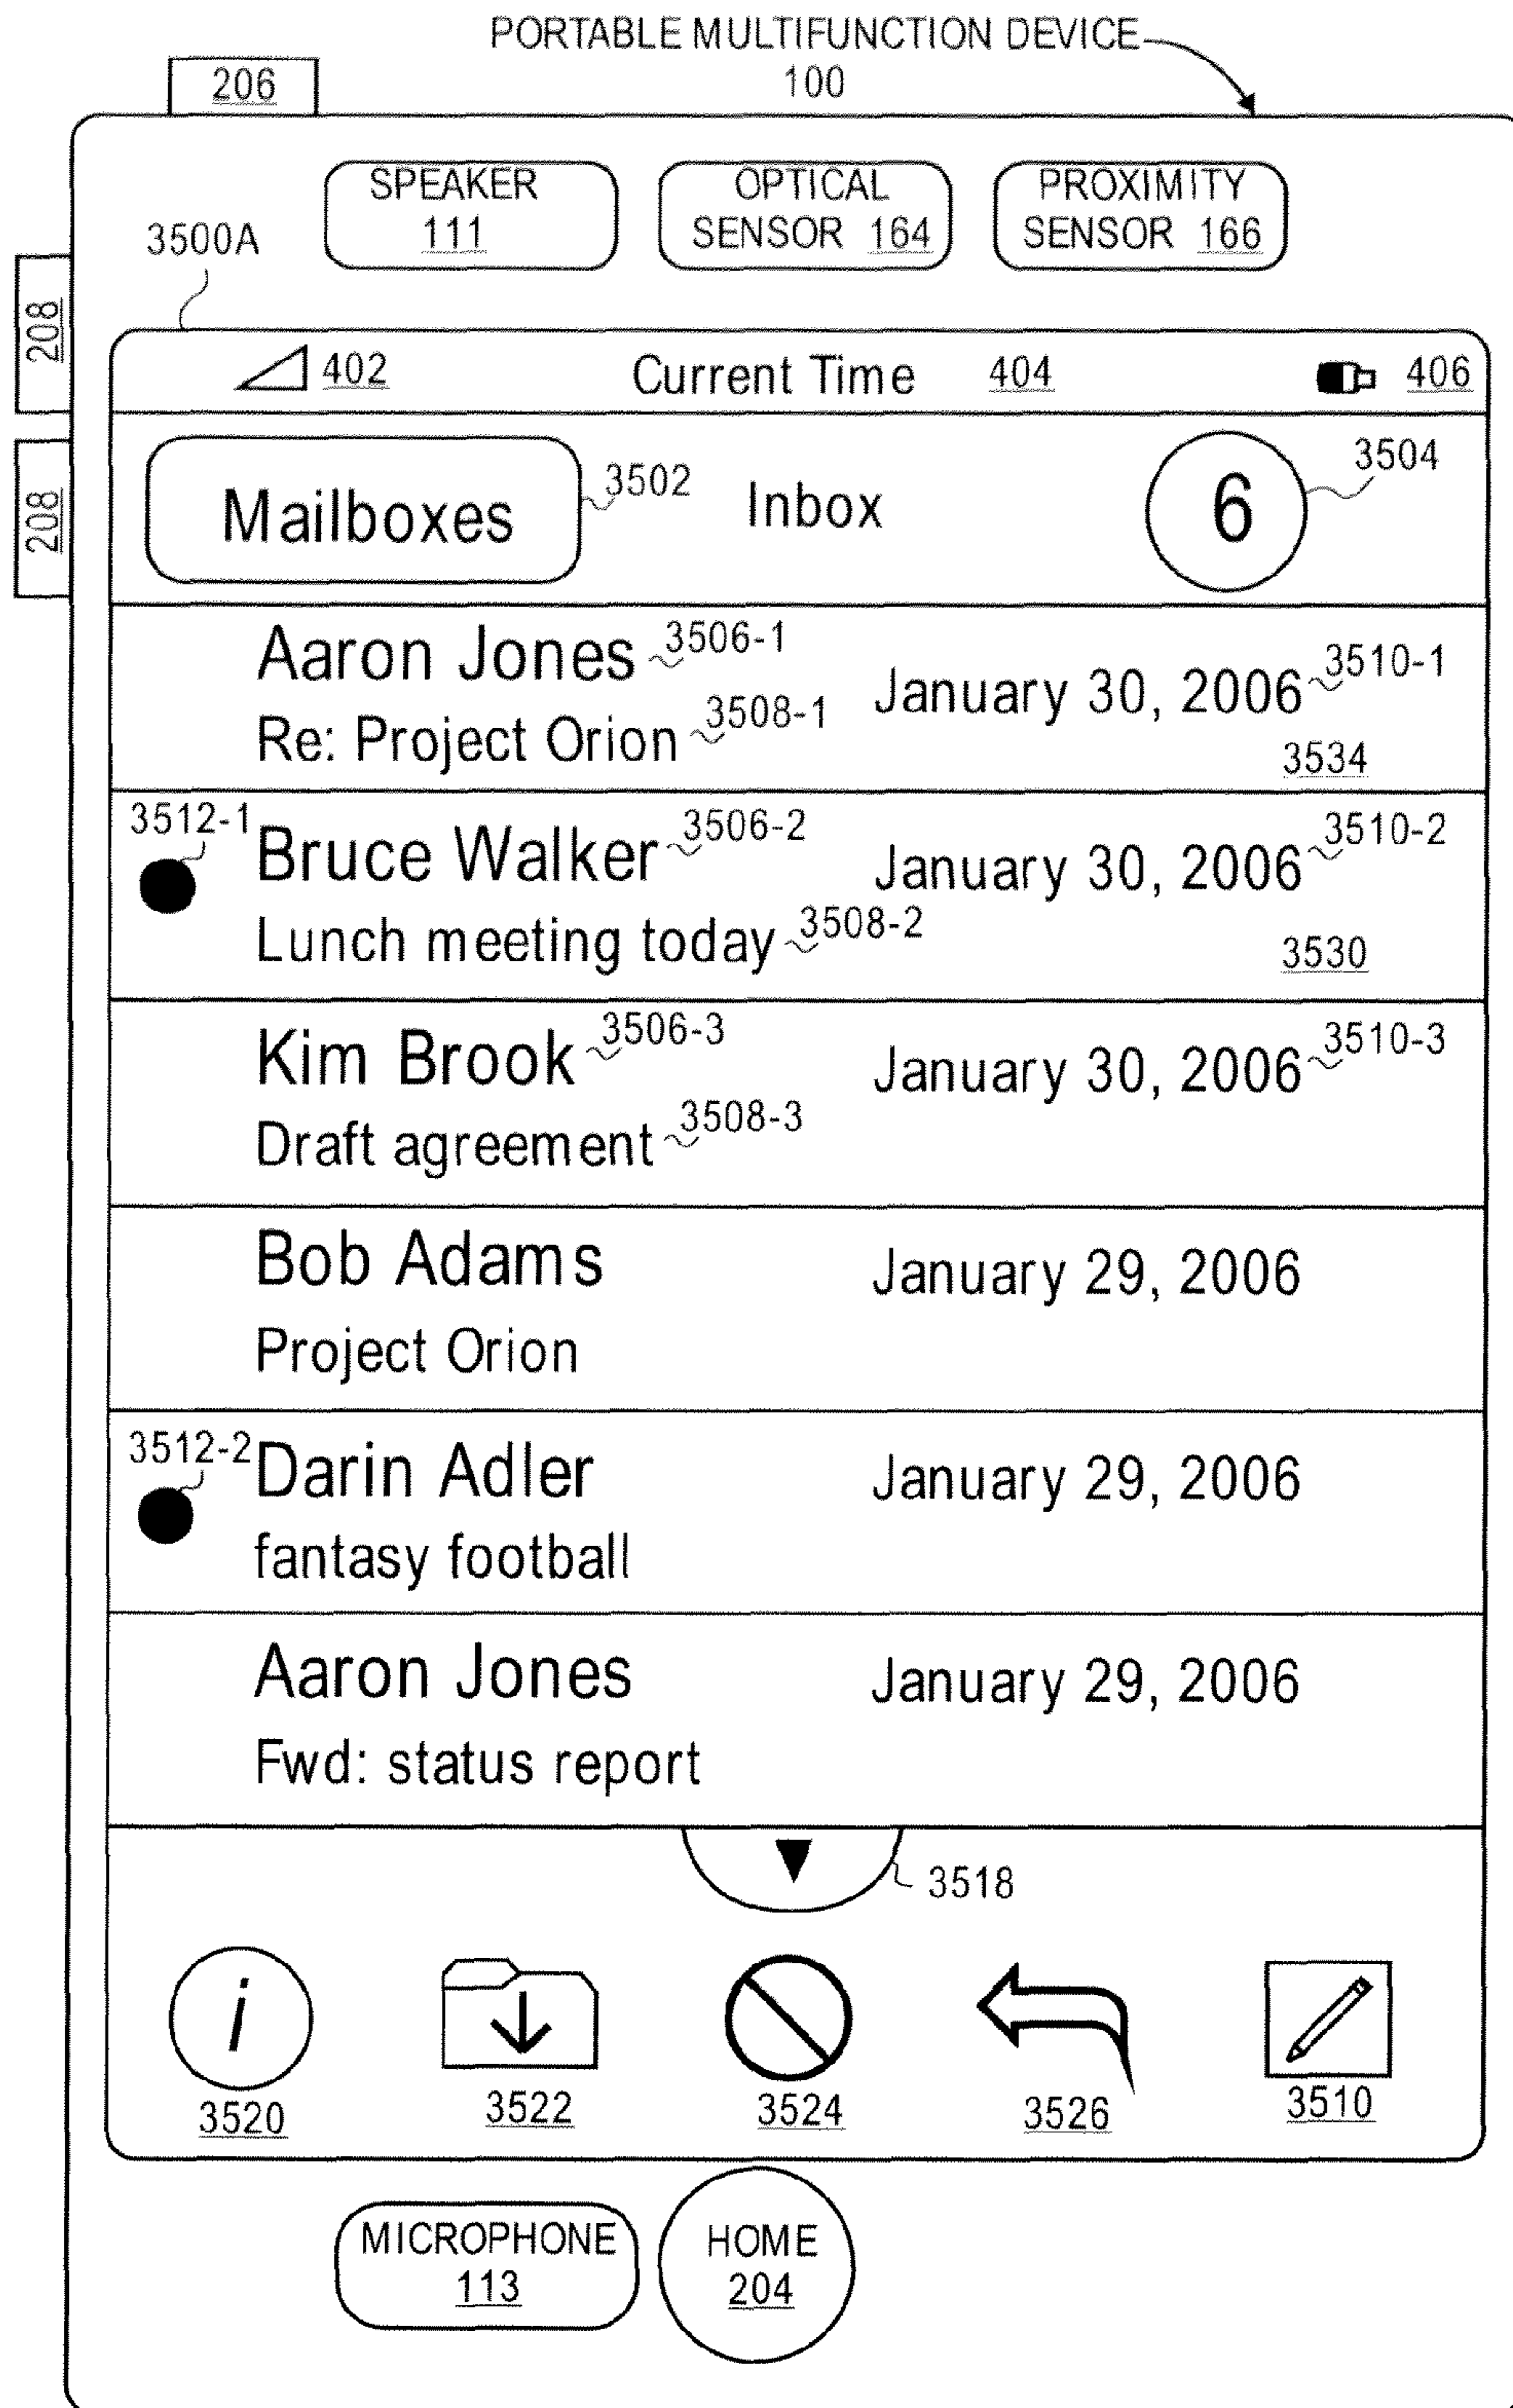 PORTABLE MULTIFUNCTION DEVICE
100
206
SPEAKER
111
OPTICAL
SENSOR 164
PROXIMITY
SENSOR 166
3500A
208
208
402 Current Time 404 406
Mailboxes 3502 Inbox 6 3504
Aaron Jones 3506-1
January 30, 2006 3510-1
Re: Project Orion 3508-1
3534
3512-1
Bruce Walker 3506-2
January 30, 2006 3510-2
Lunch meeting today 3508-2
3530
Kim Brook 3506-3
January 30, 2006 3510-3
Draft agreement 3508-3
Bob Adams
January 29, 2006
Project Orion
3512-2
Darin Adler
January 29, 2006
fantasy football
Aaron Jones
January 29, 2006
Fwd: status report
3518
i
3520 3522 3524 3526 3510
MICROPHONE
113
HOME
204